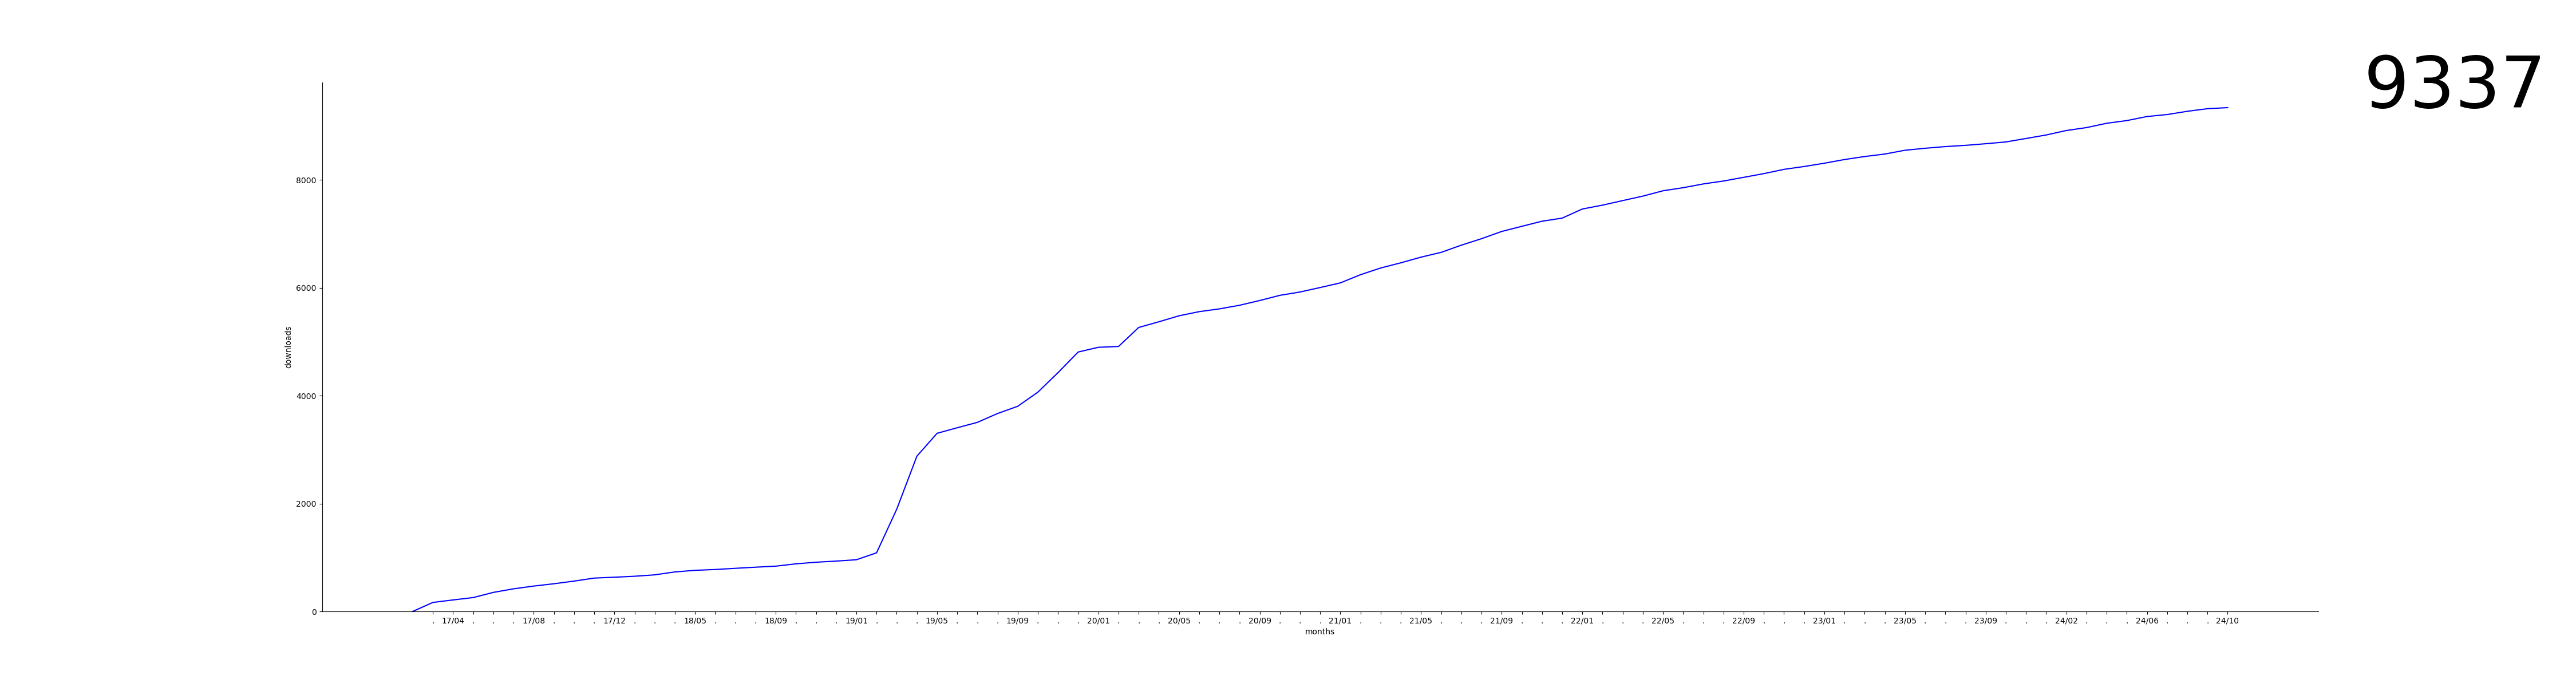 9337
8000
6000
4000
2000
0
downloads
. 17/04 . . . 17/08 . . . 17/12 . . . 18/05 . . . 18/09 . . . 19/01 . . . 19/05 . . . 19/09 . . . 20/01 . . . 20/05 . . . 20/09 . . . 21/01 . . . 21/05 . . . 21/09 . . . 22/01 . . . 22/05 . . . 22/09 . . . 23/01 . . . 23/05 . . . 23/09 . . . 24/02 . . . 24/06 . . . 24/10
months